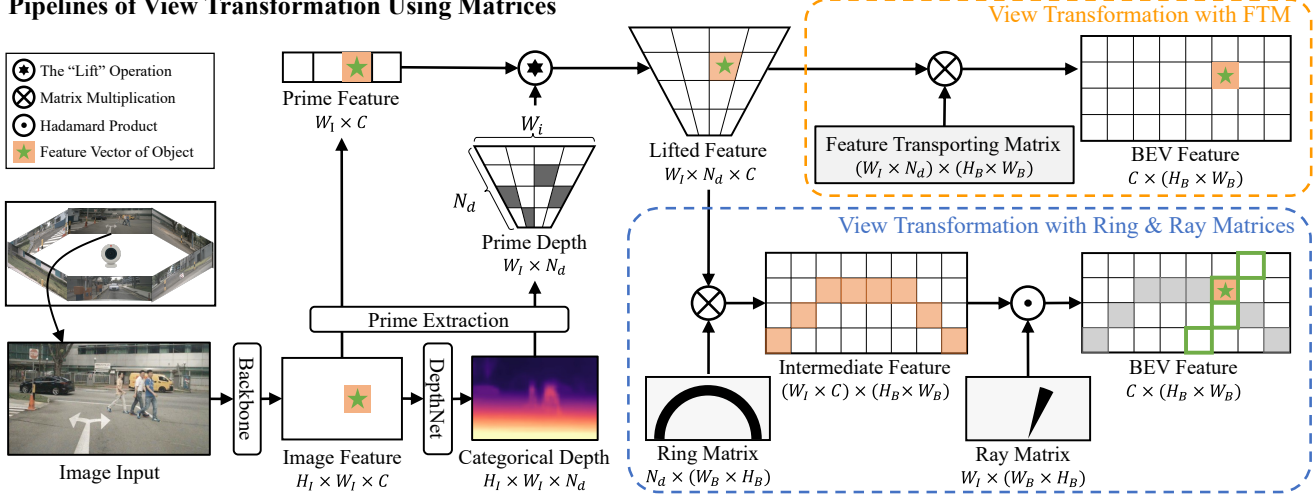 Pipelines of View Transformation Using Matrices
The “Lift” Operation
Matrix Multiplication
Hadamard Product
Feature Vector of Object
Image Input
Backbone
Image Feature
H_I × W_I × C
DepthNet
Categorical Depth
H_I × W_I × N_d
Prime Extraction
Prime Feature
W_I × C
W_i
N_d
Prime Depth
W_I × N_d
Lifted Feature
W_I × N_d × C
View Transformation with FTM
Feature Transporting Matrix
(W_I × N_d) × (H_B × W_B)
BEV Feature
C × (H_B × W_B)
View Transformation with Ring & Ray Matrices
Ring Matrix
N_d × (W_B × H_B)
Intermediate Feature
(W_I × C) × (H_B × W_B)
Ray Matrix
W_I × (W_B × H_B)
BEV Feature
C × (H_B × W_B)